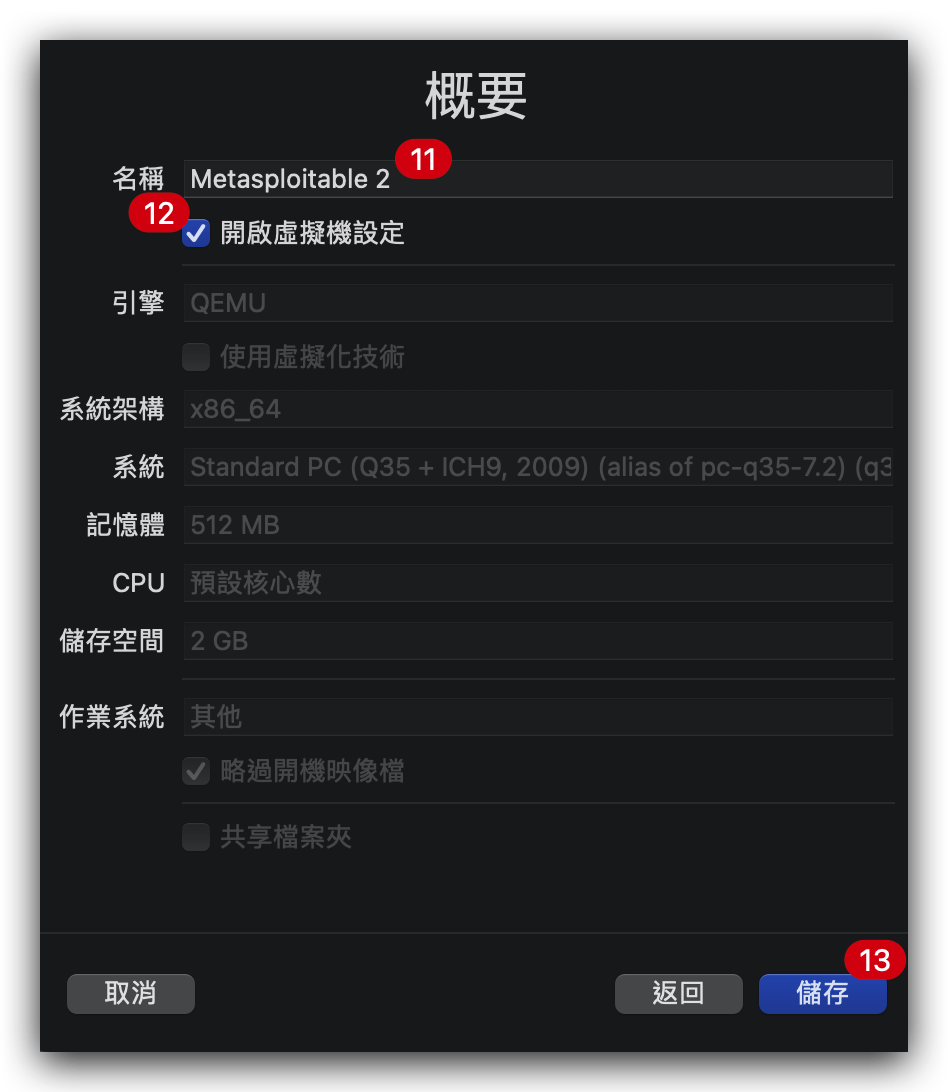 概要
11
名稱 Metasploitable 2
12
開啟虛擬機設定
引擎 QEMU
使用虛擬化技術
系統架構 x86_64
系統 Standard PC (Q35 + ICH9, 2009) (alias of pc-q35-7.2) (q3
記憶體 512 MB
CPU 預設核心數
儲存空間 2 GB
作業系統 其他
略過開機映像檔
共享檔案夾
13
取消 返回 儲存